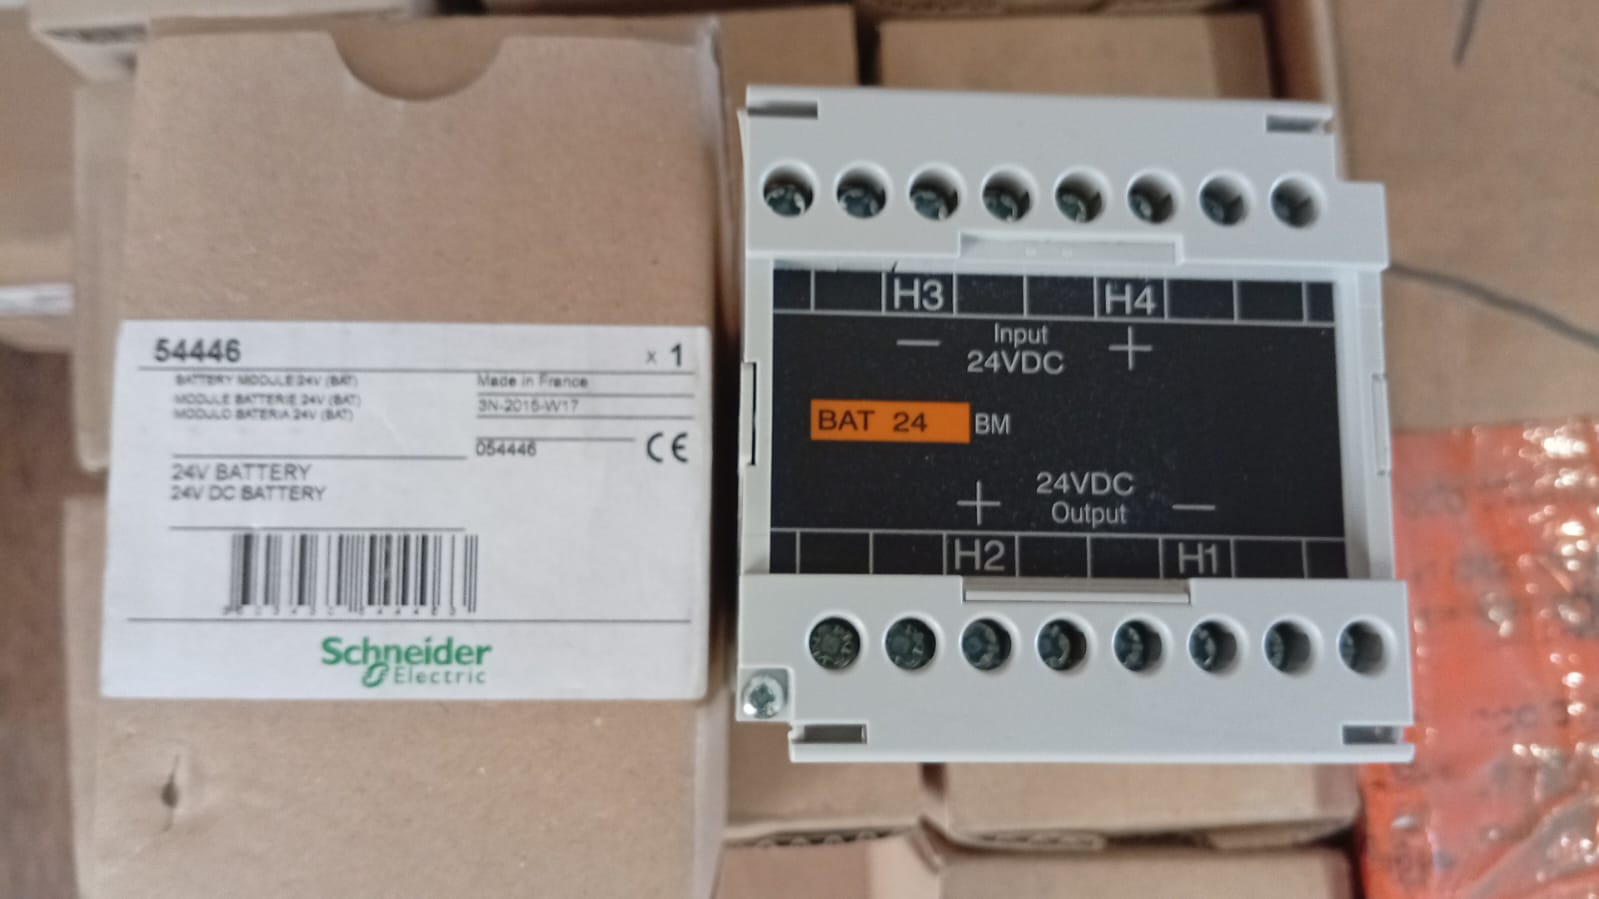 54446 x 1
BATTERY MODULE 24V (BAT)
MODULE BATTERIE 24V (BAT)
MODULO BATERIA 24V (BAT)
Made in France
3N-2015-W17
054446
CE
24V BATTERY
24V DC BATTERY
Schneider
Electric
H3 H4
Input
24VDC
BAT 24 BM
24VDC
Output
H2 H1